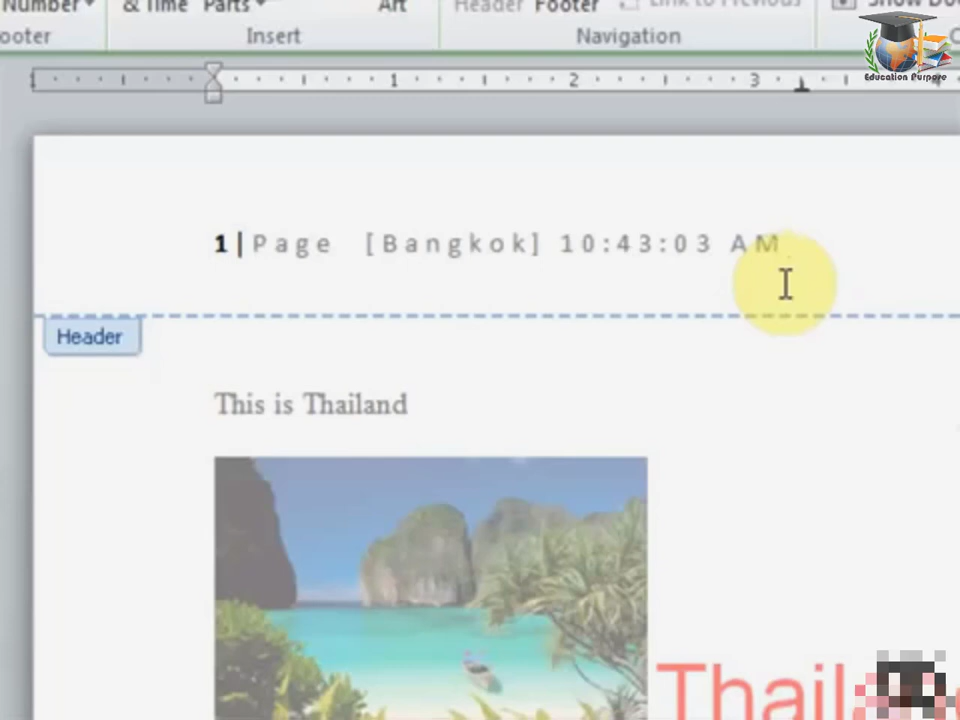 Number
& Time
Parts
Art
Header
Footer
Link to Previous
ooter
Insert
Navigation
Education Purpose
1
2
3
1|Page [Bangkok] 10:43:03 AM
Header
This is Thailand
Thail